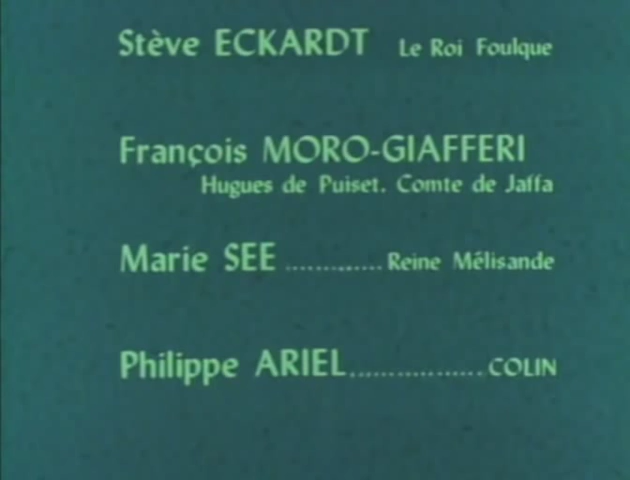 Stève ECKARDT Le Roi Foulque
François MORO-GIAFFERI
Hugues de Puiset. Comte de Jaffa
Marie SEE ............. Reine Mélisande
Philippe ARIEL................. COLIN